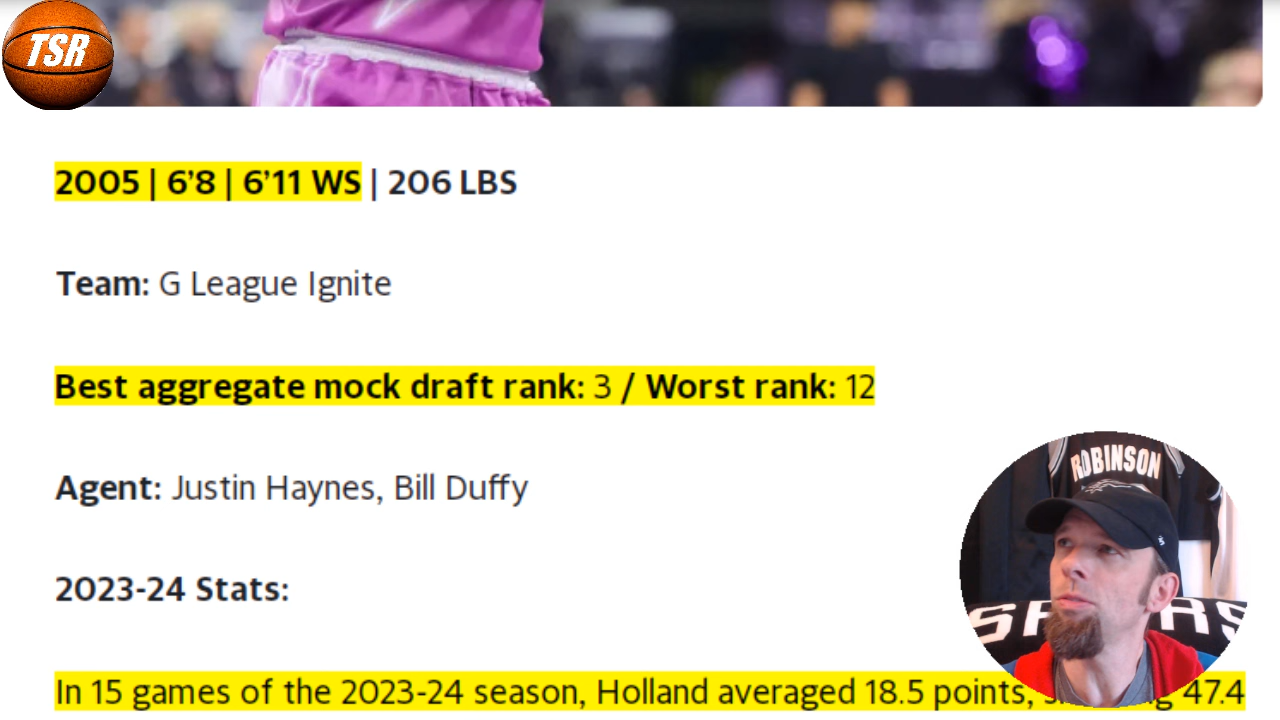 TSR
2005 | 6’8 | 6’11 WS | 206 LBS
Team: G League Ignite
Best aggregate mock draft rank: 3 / Worst rank: 12
Agent: Justin Haynes, Bill Duffy
ROBINSON
2023-24 Stats:
In 15 games of the 2023-24 season, Holland averaged 18.5 points, 47.4